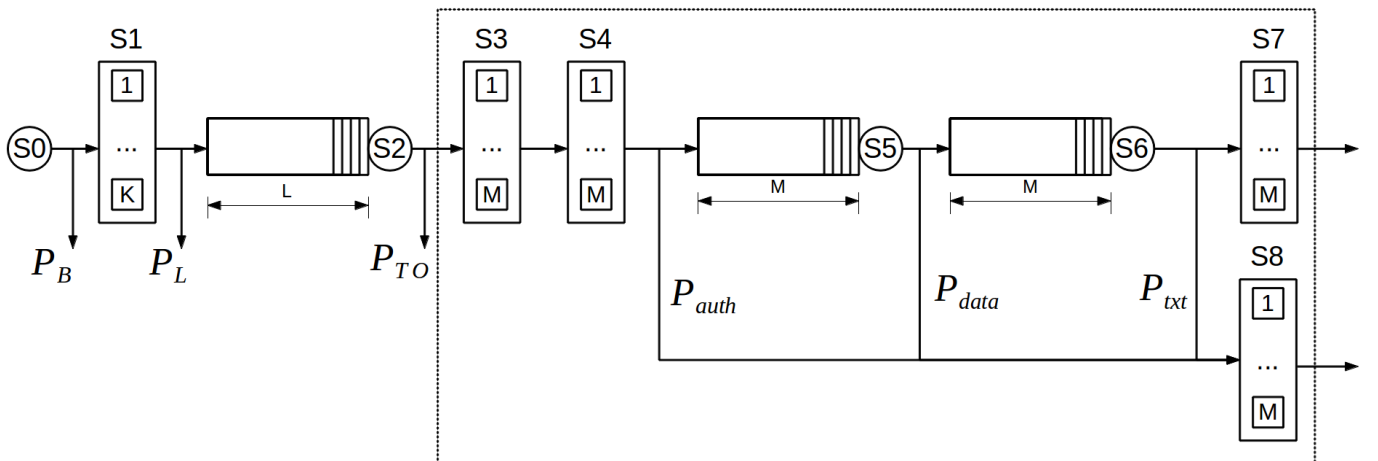 S0
S1
1
...
K
L
S2
S3
1
...
M
S4
1
...
M
M
S5
M
S6
S7
1
...
M
S8
1
...
M
P_B
P_L
P_TO
P_auth
P_data
P_txt